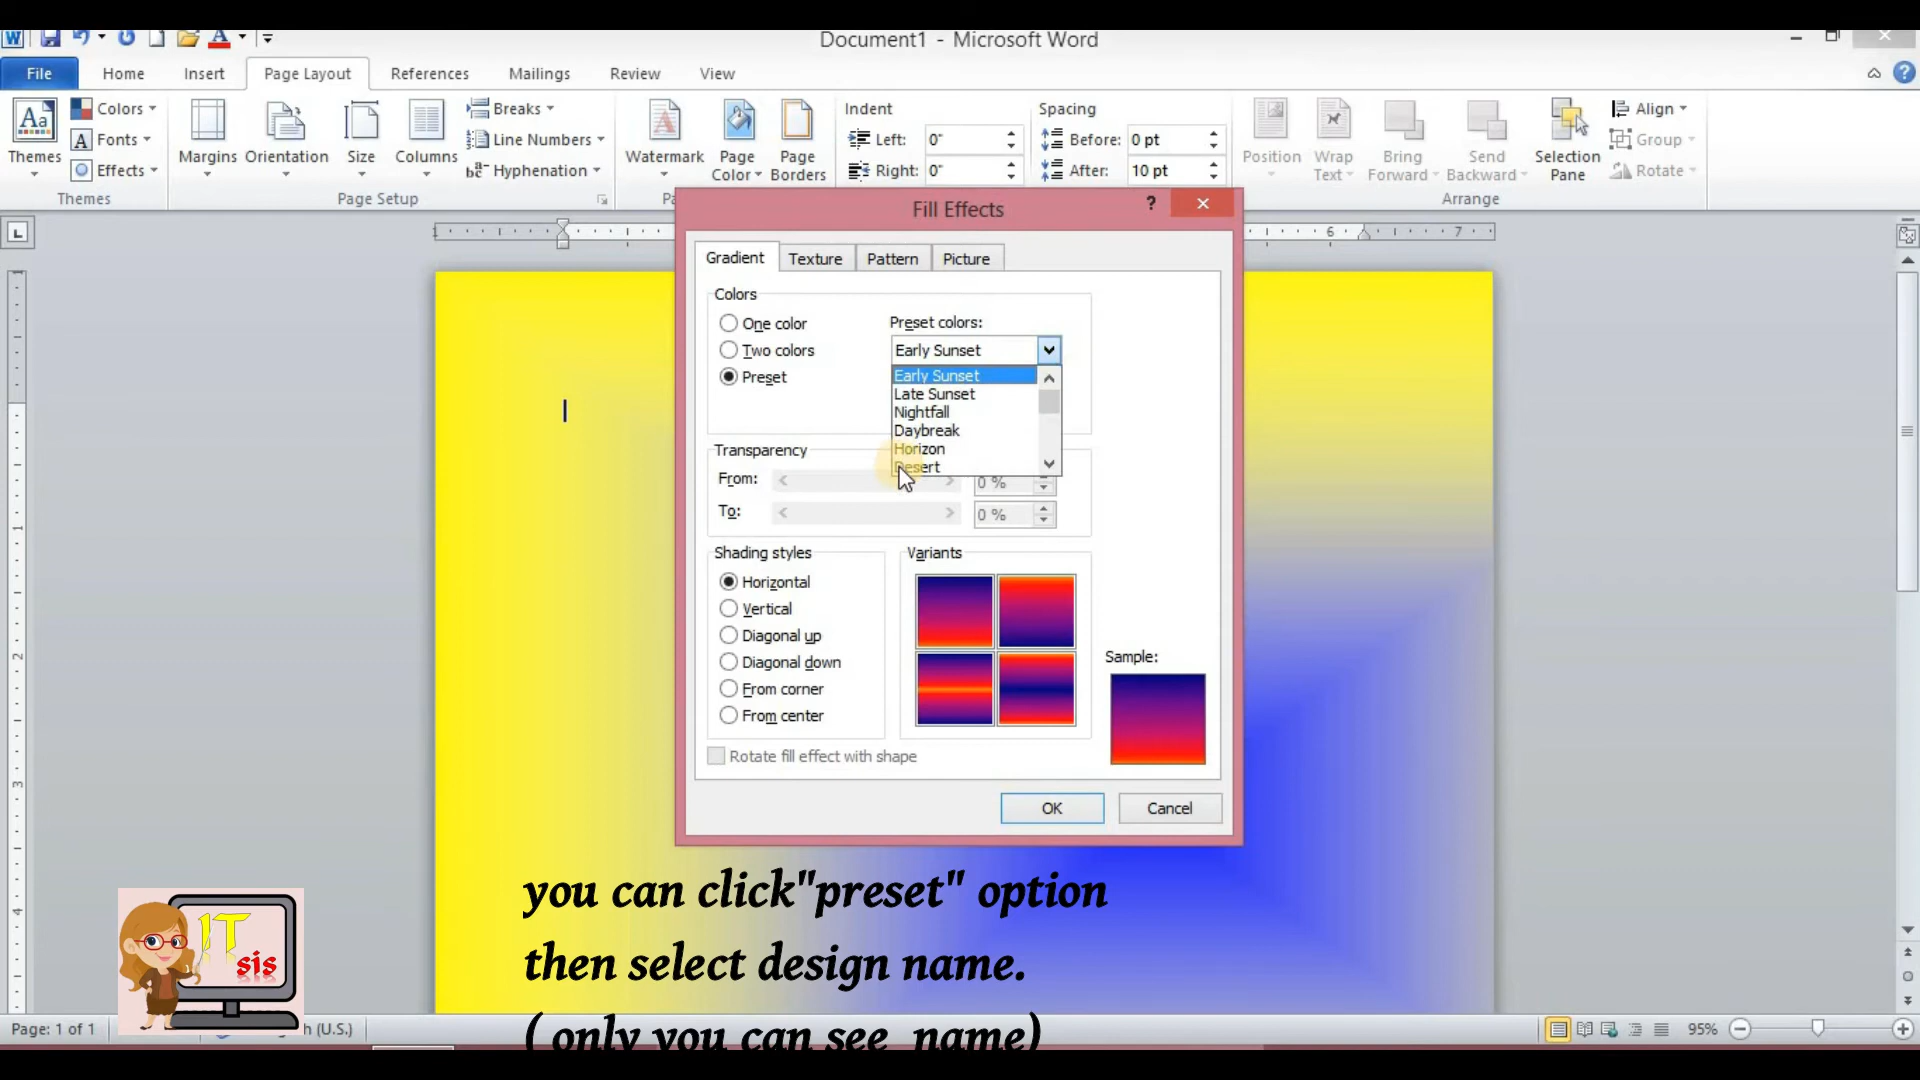 Document1 - Microsoft Word
File Home Insert Page Layout References Mailings Review View
Themes
Colors
Fonts
Effects
Themes
Margins
Orientation
Size
Columns
Breaks
Line Numbers
Hyphenation
Page Setup
Watermark
Page Color
Page Borders
Indent
Left: 0"
Right: 0"
Spacing
Before: 0 pt
After: 10 pt
Position
Wrap Text
Bring Forward
Send Backward
Selection Pane
Align
Group
Rotate
Arrange
Fill Effects
Gradient Texture Pattern Picture
Colors
One color
Two colors
Preset
Preset colors:
Early Sunset
Early Sunset
Late Sunset
Nightfall
Daybreak
Horizon
Desert
Transparency
From: 0 %
To: 0 %
Shading styles
Horizontal
Vertical
Diagonal up
Diagonal down
From corner
From center
Variants
Sample:
Rotate fill effect with shape
OK Cancel
you can click"preset" option
then select design name.
( only you can see name)
IT
sis
Page: 1 of 1
(U.S.)
95%